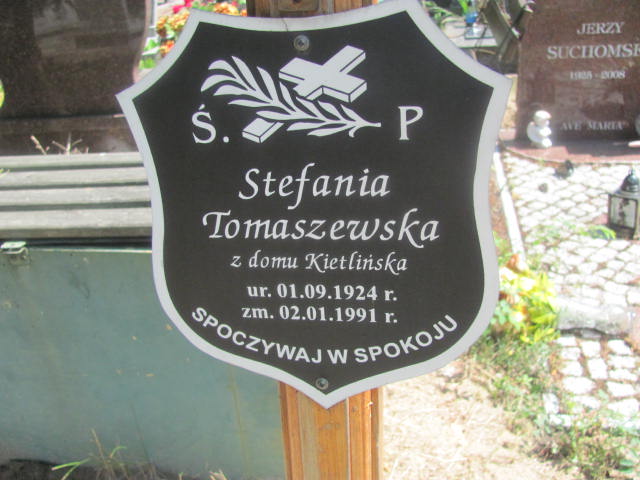 Ś. P
Stefania
Tomaszewska
z domu Kietlińska
ur. 01.09.1924 r.
zm. 02.01.1991 r.
SPOCZYWAJ W SPOKOJU
JERZY
1925 - 2008
AVE MARIA